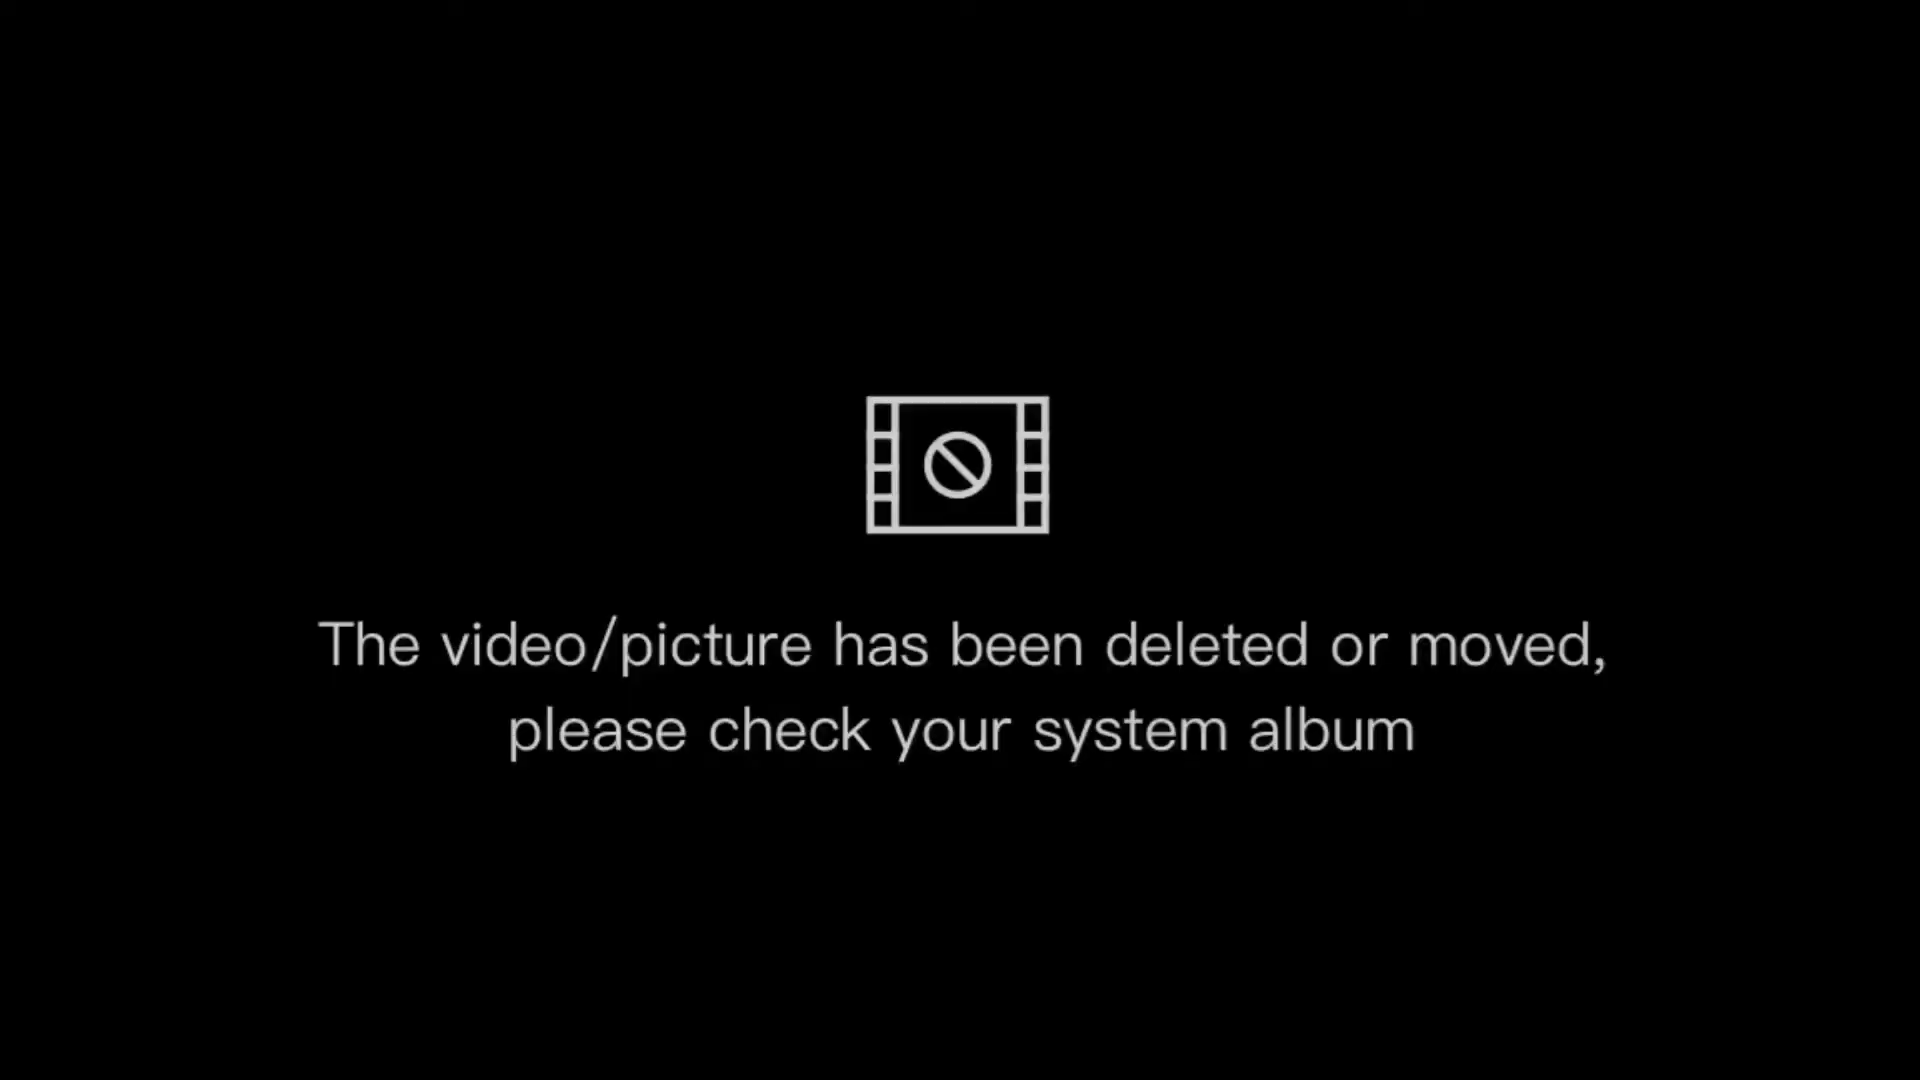 The video/picture has been deleted or moved,
please check your system album